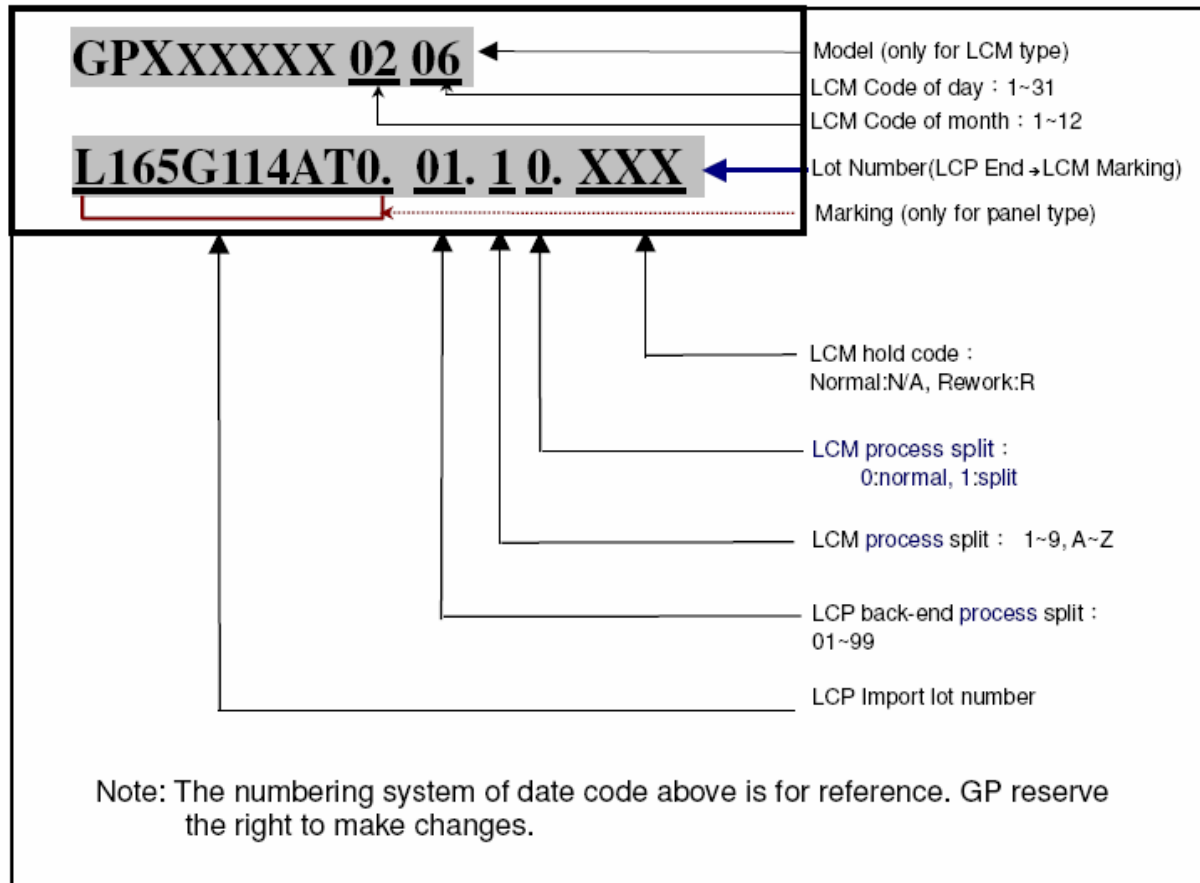 GPXXXXXXX 02 06
Model (only for LCM type)
LCM Code of day：1~31
LCM Code of month：1~12
L165G114AT0. 01. 1 0. XXX
Lot Number(LCP End →LCM Marking)
Marking (only for panel type)
LCM hold code：
Normal:N/A, Rework:R
LCM process split：
0:normal, 1:split
LCM process split： 1~9, A~Z
LCP back-end process split：
01~99
LCP Import lot number
Note: The numbering system of date code above is for reference. GP reserve
the right to make changes.